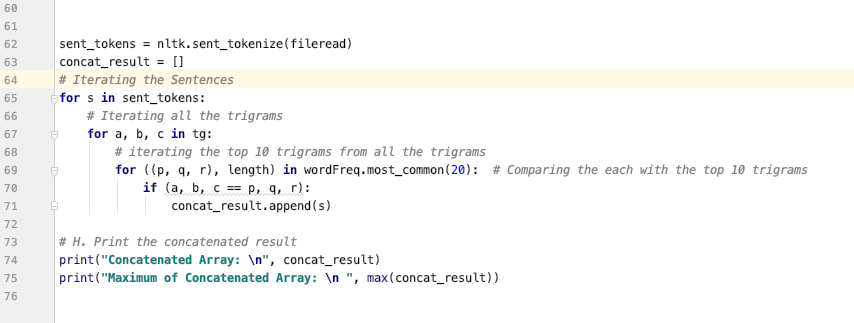 60
61
62 sent_tokens = nltk.sent_tokenize(fileread)
63 concat_result = []
64 # Iterating the Sentences
65 for s in sent_tokens:
66     # Iterating all the trigrams
67     for a, b, c in tg:
68         # iterating the top 10 trigrams from all the trigrams
69         for ((p, q, r), length) in wordFreq.most_common(20):  # Comparing the each with the top 10 trigrams
70             if (a, b, c == p, q, r):
71                 concat_result.append(s)
72
73 # H. Print the concatenated result
74 print("Concatenated Array: \n", concat_result)
75 print("Maximum of Concatenated Array: \n ", max(concat_result))
76